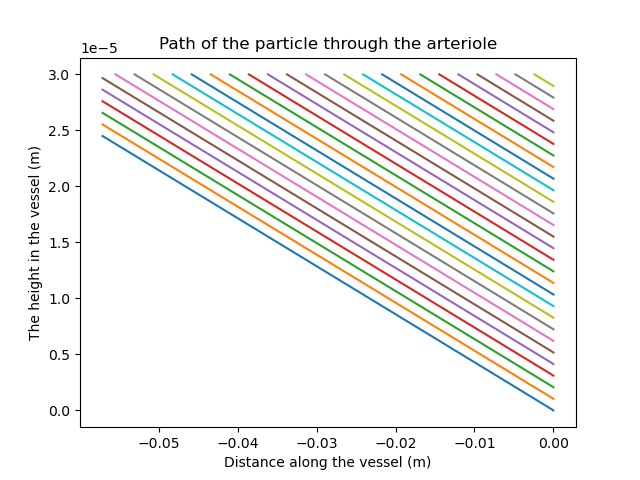 Path of the particle through the arteriole
1e−5
3.0
2.5
2.0
1.5
1.0
0.5
0.0
The height in the vessel (m)
−0.05 −0.04 −0.03 −0.02 −0.01 0.00
Distance along the vessel (m)